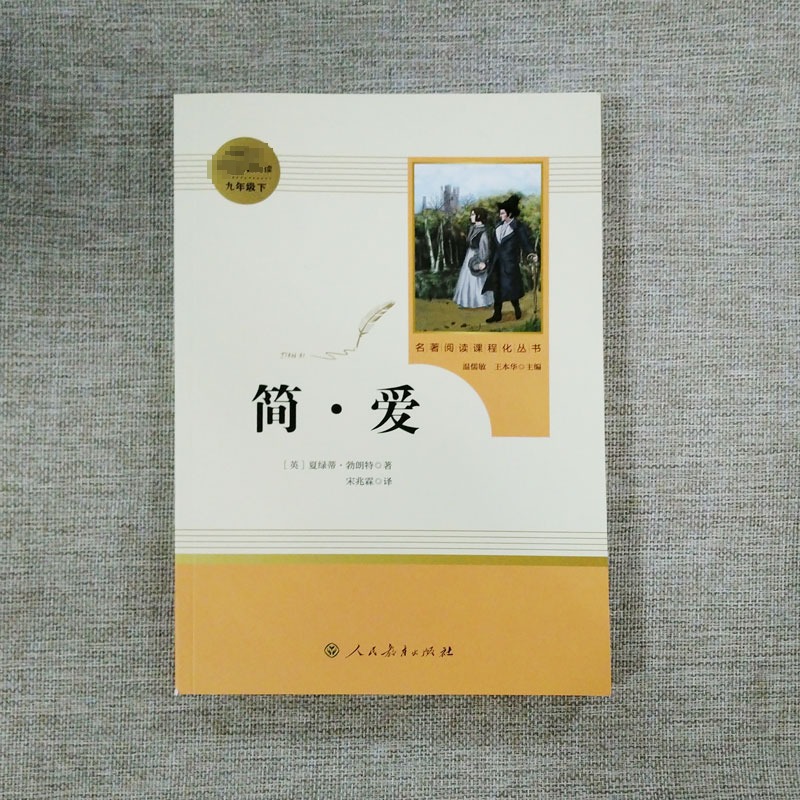 阅读
九年级下
名著阅读课程化丛书
温儒敏 王本华○主编
简·爱
[英]夏绿蒂·勃朗特○著
宋兆霖○译
人民教育出版社